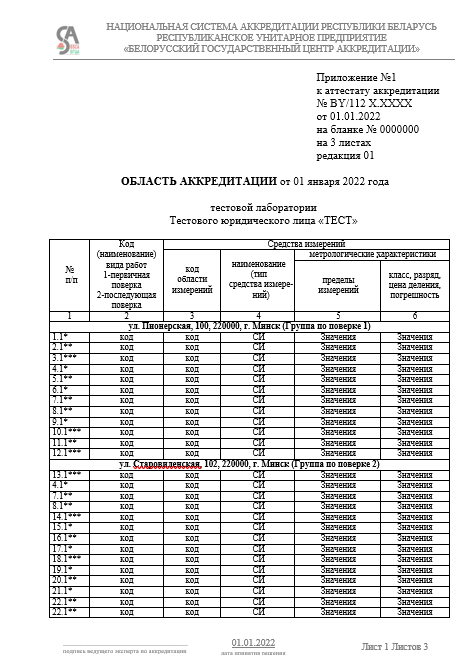 НАЦИОНАЛЬНАЯ СИСТЕМА АККРЕДИТАЦИИ РЕСПУБЛИКИ БЕЛАРУСЬ
РЕСПУБЛИКАНСКОЕ УНИТАРНОЕ ПРЕДПРИЯТИЕ
«БЕЛОРУССКИЙ ГОСУДАРСТВЕННЫЙ ЦЕНТР АККРЕДИТАЦИИ»
Приложение №1
к аттестату аккредитации
№ BY/112 X.XXXX
от 01.01.2022
на бланке № 0000000
на 3 листах
редакция 01
ОБЛАСТЬ АККРЕДИТАЦИИ от 01 января 2022 года
тестовой лаборатории
Тестового юридического лица «ТЕСТ»
№ п/п
Код (наименование) вида работ 1-первичная поверка 2-последующая поверка
Средства измерений
код области измерений
наименование (тип средства измере-ний)
метрологические характеристики
пределы измерений
класс, разряд, цена деления, погрешность
1 2 3 4 5 6
ул. Пионерская, 100, 220000, г. Минск (Группа по поверке 1)
1.1* код код СИ Значения Значения
2.1** код код СИ Значения Значения
3.1*** код код СИ Значения Значения
4.1* код код СИ Значения Значения
5.1** код код СИ Значения Значения
6.1* код код СИ Значения Значения
7.1** код код СИ Значения Значения
8.1** код код СИ Значения Значения
9.1* код код СИ Значения Значения
10.1*** код код СИ Значения Значения
11.1** код код СИ Значения Значения
12.1*** код код СИ Значения Значения
ул. Старовиленская, 102, 220000, г. Минск (Группа по поверке 2)
13.1*** код код СИ Значения Значения
4.1* код код СИ Значения Значения
7.1** код код СИ Значения Значения
8.1** код код СИ Значения Значения
14.1*** код код СИ Значения Значения
15.1* код код СИ Значения Значения
16.1** код код СИ Значения Значения
17.1* код код СИ Значения Значения
18.1*** код код СИ Значения Значения
19.1* код код СИ Значения Значения
20.1** код код СИ Значения Значения
21.1* код код СИ Значения Значения
22.1** код код СИ Значения Значения
22.1** код код СИ Значения Значения
01.01.2022
подпись ведущего эксперта по аккредитации
дата принятия решения
Лист 1 Листов 3